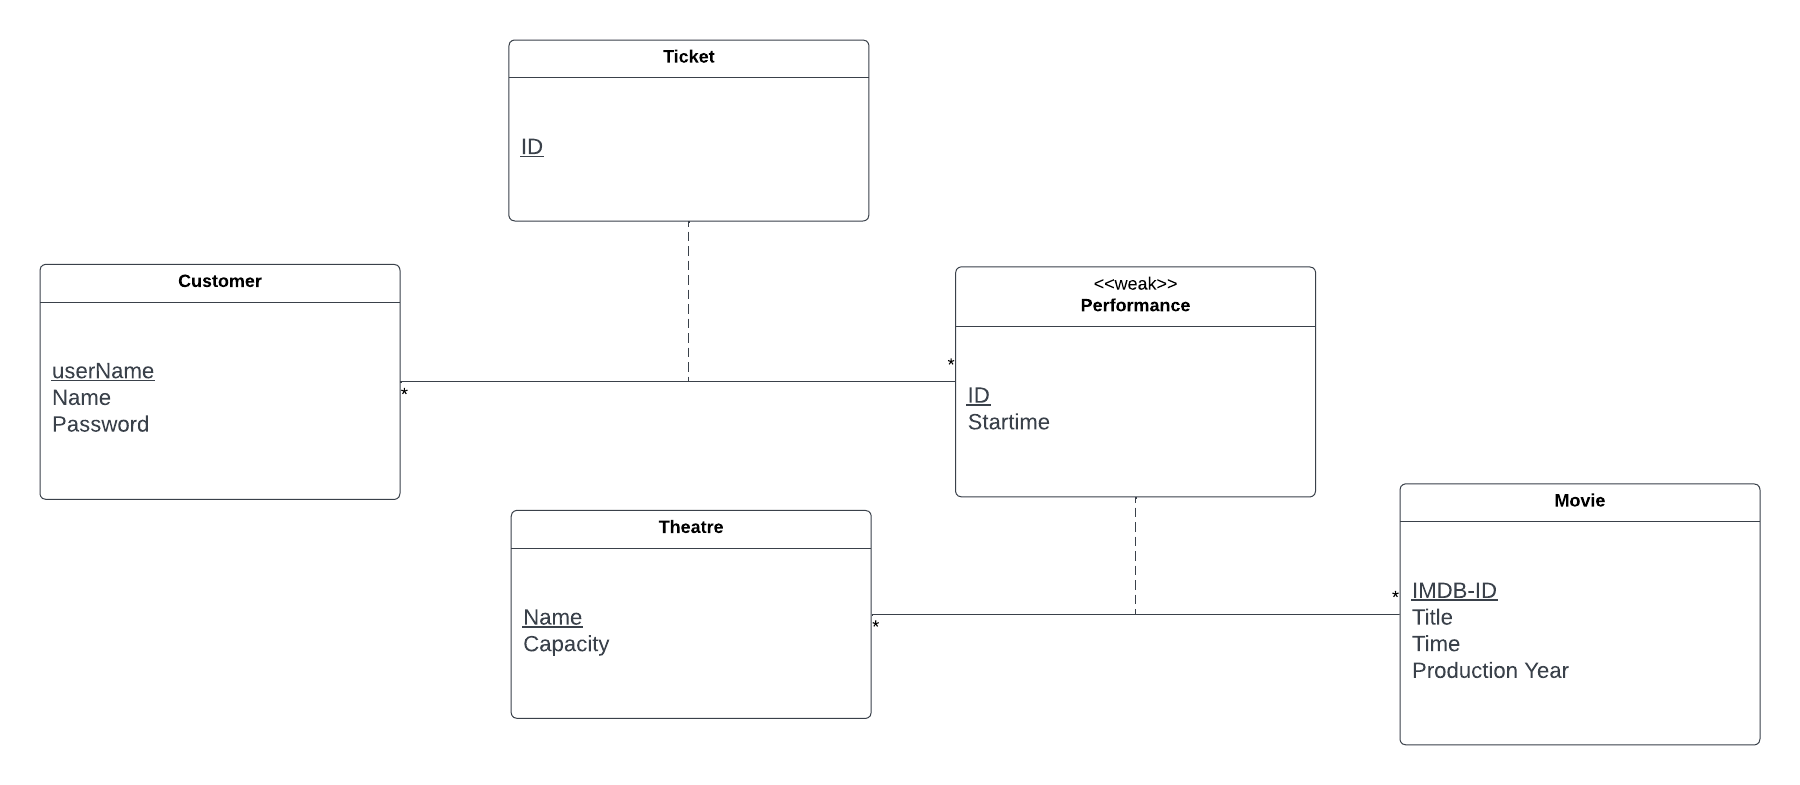 Ticket
ID
Customer
userName
Name
Password
*
<<weak>>
Performance
*
ID
Startime
Theatre
Name
Capacity
*
Movie
*
IMDB-ID
Title
Time
Production Year